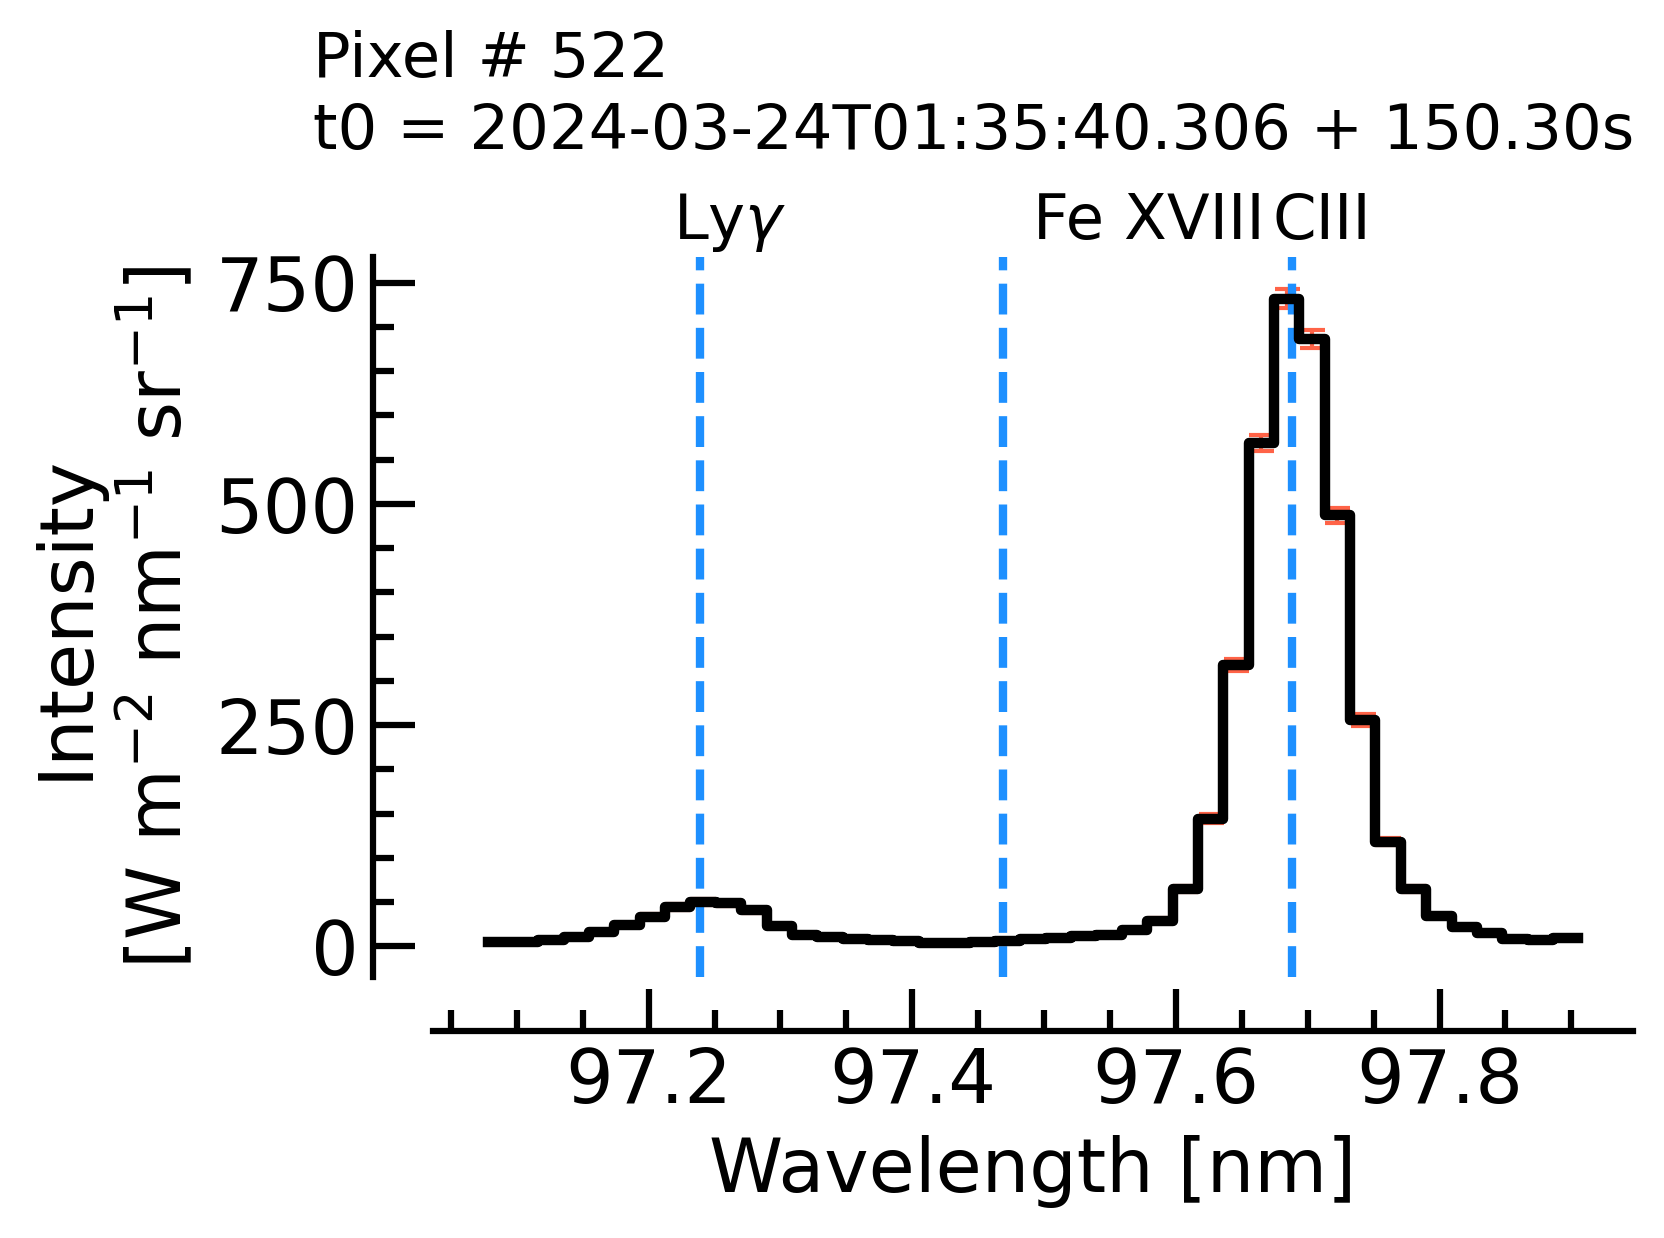 Pixel # 522
t0 = 2024-03-24T01:35:40.306 + 150.30s
Lyγ Fe XVIII CIII
Intensity
[W m⁻² nm⁻¹ sr⁻¹]
750
500
250
0
97.2 97.4 97.6 97.8
Wavelength [nm]